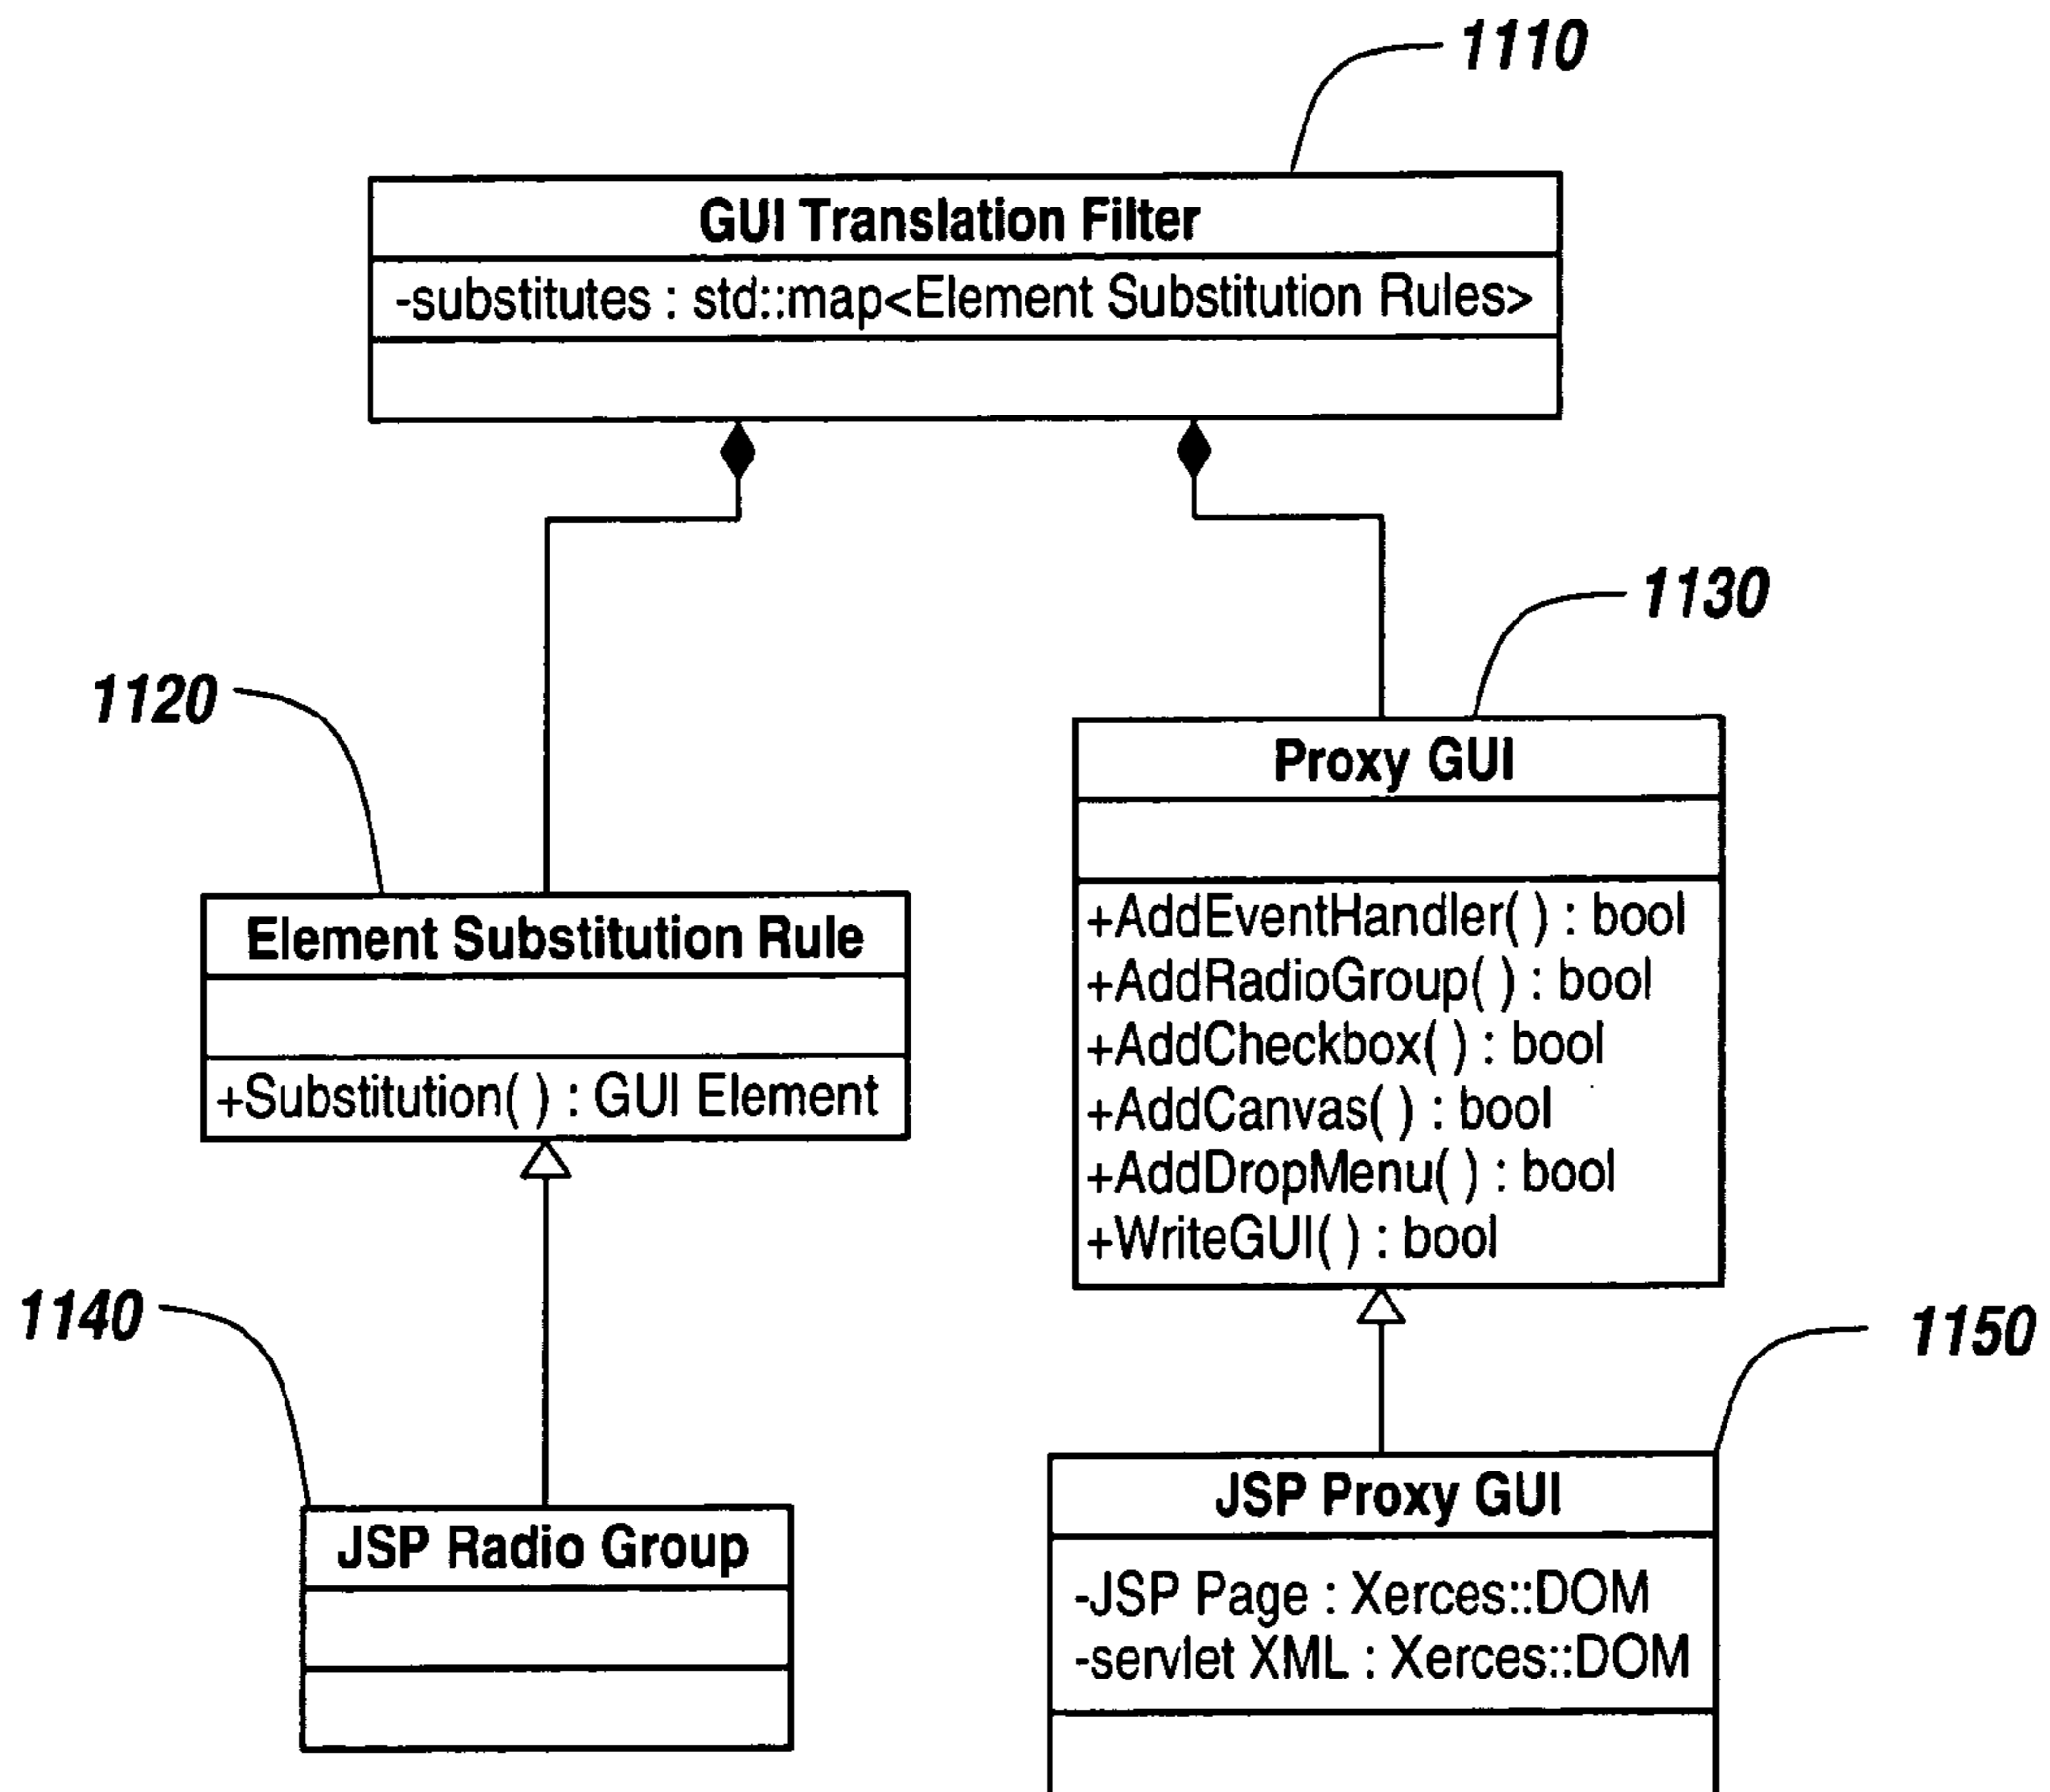 1110
GUI Translation Filter
-substitutes : std::map<Element Substitution Rules>
1130
1120
Proxy GUI
+AddEventHandler( ) : bool
+AddRadioGroup( ) : bool
+AddCheckbox( ) : bool
+AddCanvas( ) : bool
+AddDropMenu( ) : bool
+WriteGUI( ) : bool
Element Substitution Rule
+Substitution( ) : GUI Element
1140
1150
JSP Radio Group
JSP Proxy GUI
-JSP Page : Xerces::DOM
-servlet XML : Xerces::DOM